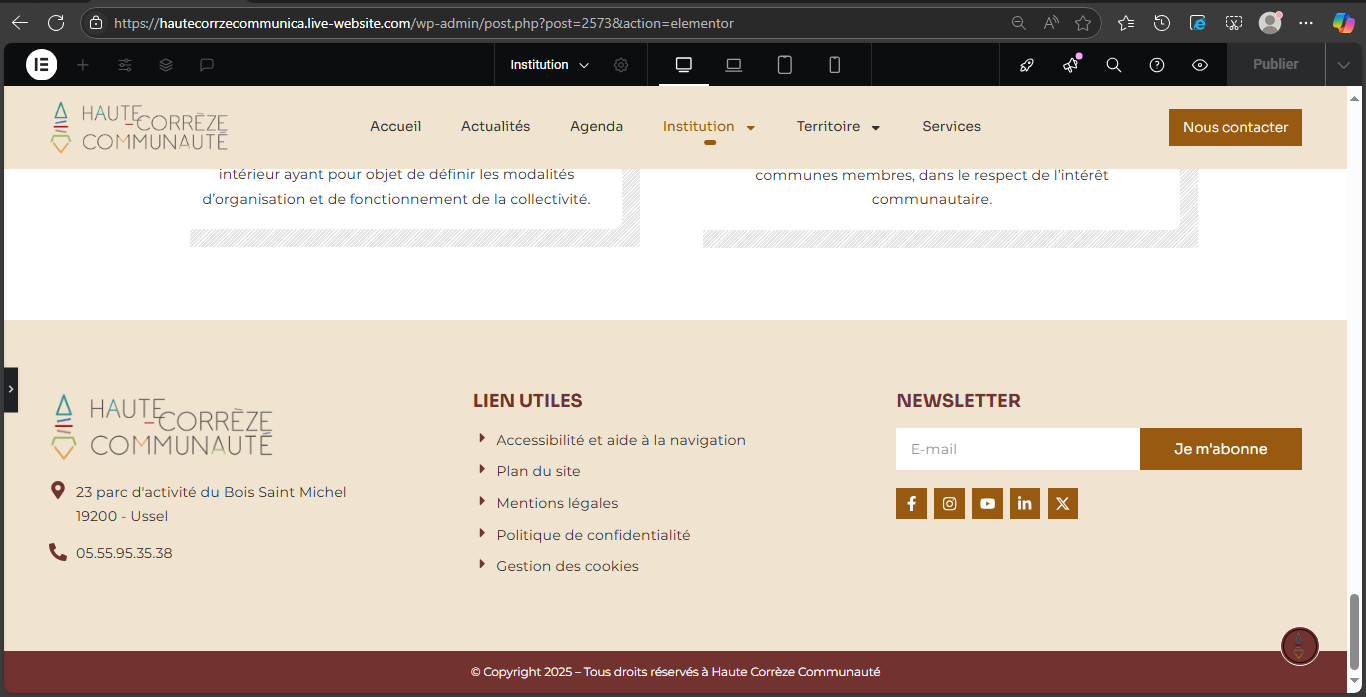 https://hautecorrzecommunica.live-website.com/wp-admin/post.php?post=2573&action=elementor
Institution
Publier
HAUTE
-CORRÈZE
COMMUNAUTÉ
Accueil
Actualités
Agenda
Institution
Territoire
Services
Nous contacter
intérieur ayant pour objet de définir les modalités
d'organisation et de fonctionnement de la collectivité.
communes membres, dans le respect de l'intérêt
communautaire.
HAUTE
-CORRÈZE
COMMUNAUTÉ
23 parc d'activité du Bois Saint Michel
19200 - Ussel
05.55.95.35.38
LIEN UTILES
Accessibilité et aide à la navigation
Plan du site
Mentions légales
Politique de confidentialité
Gestion des cookies
NEWSLETTER
E-mail
Je m'abonne
© Copyright 2025 – Tous droits réservés à Haute Corrèze Communauté